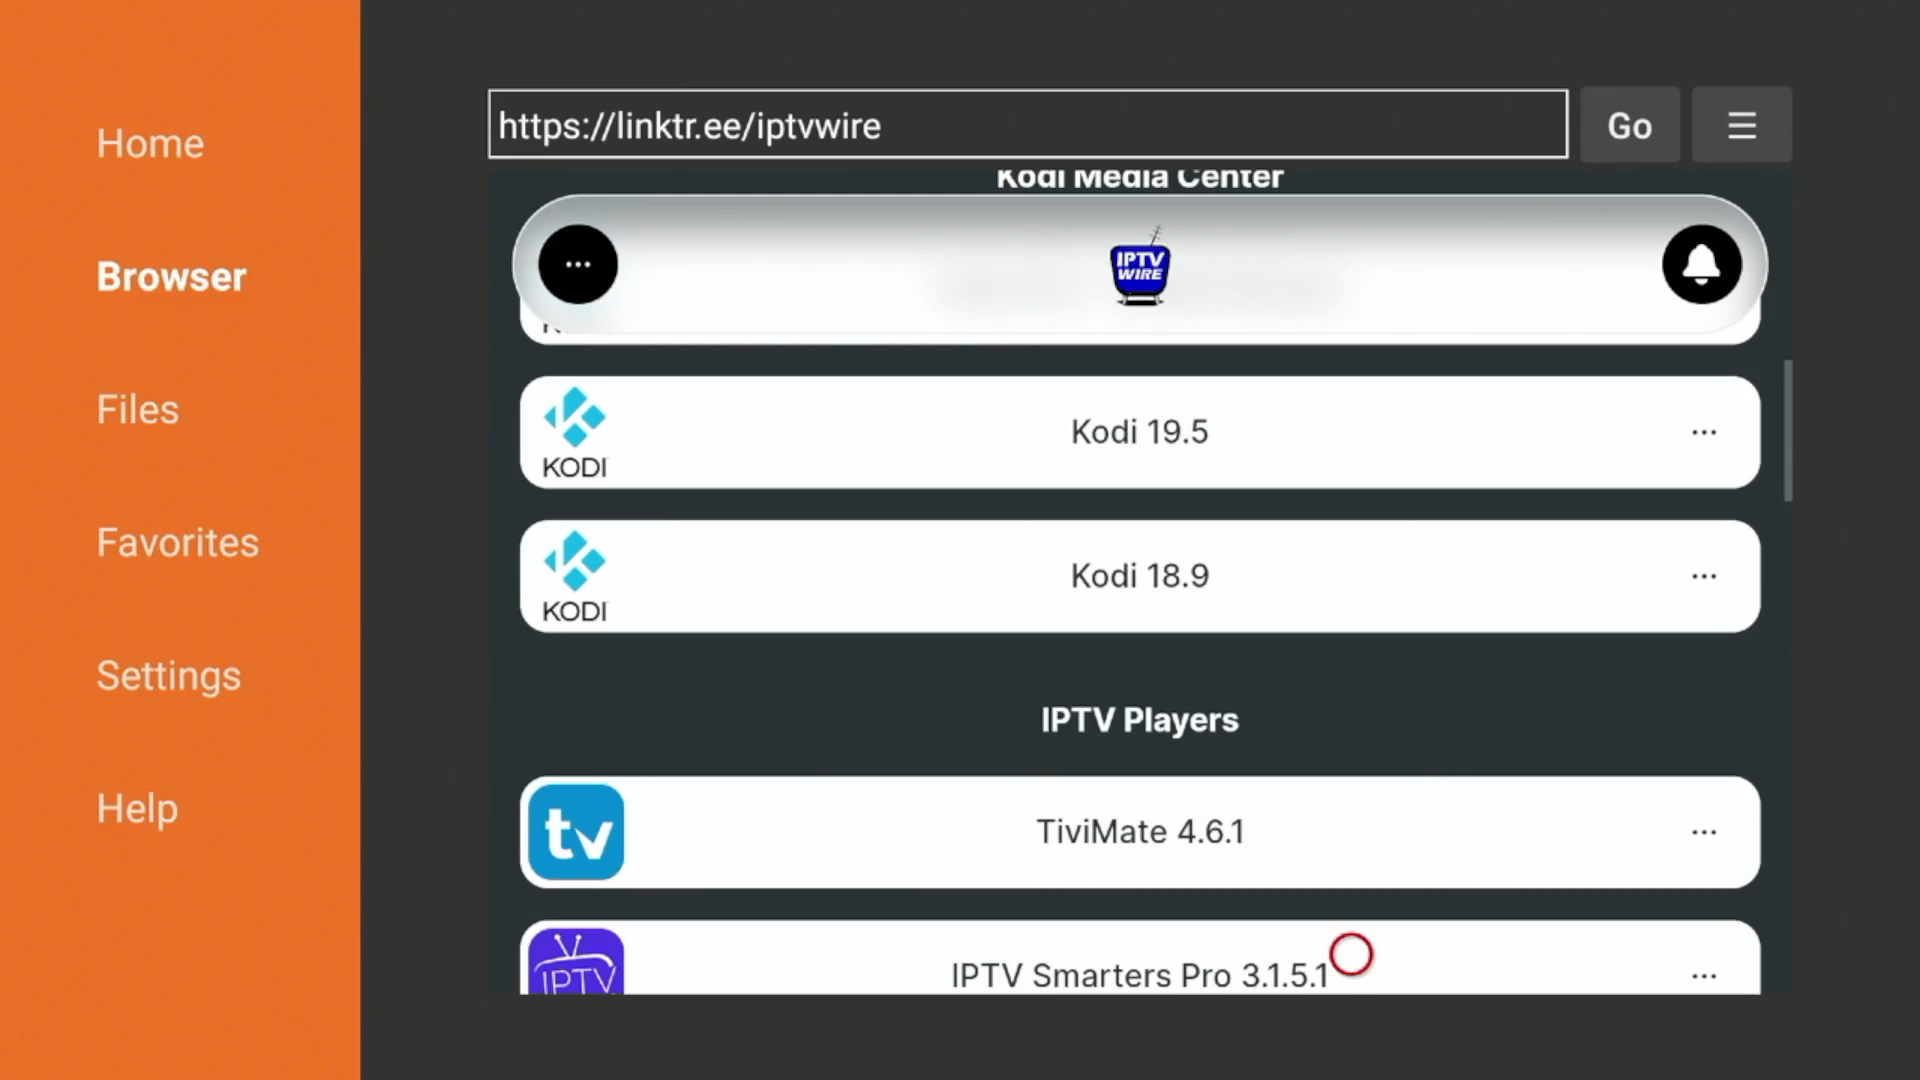 Home
Browser
Files
Favorites
Settings
Help
https://linktr.ee/iptvwire
Go
Kodi Media Center
IPTV
WIRE
KODI
Kodi 19.5
KODI
Kodi 18.9
IPTV Players
tv
TiviMate 4.6.1
IPTV
IPTV Smarters Pro 3.1.5.1